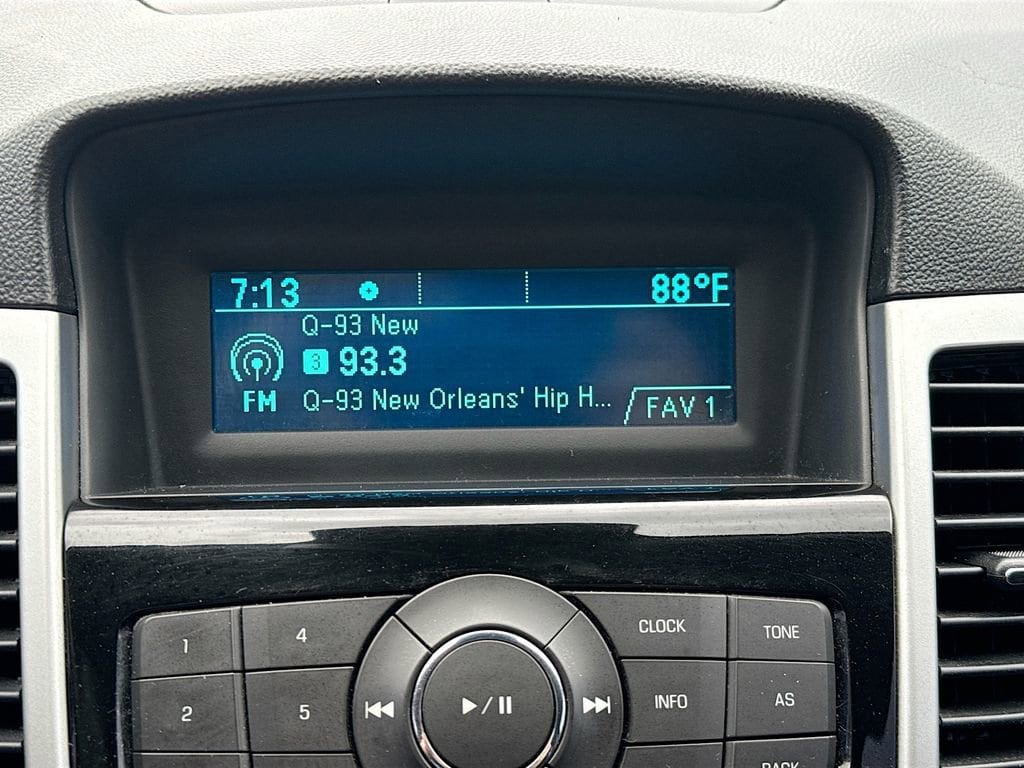 7:13 88°F
Q-93 New
3 93.3
FM Q-93 New Orleans' Hip H... FAV 1
1 4 CLOCK TONE
2 5 INFO AS